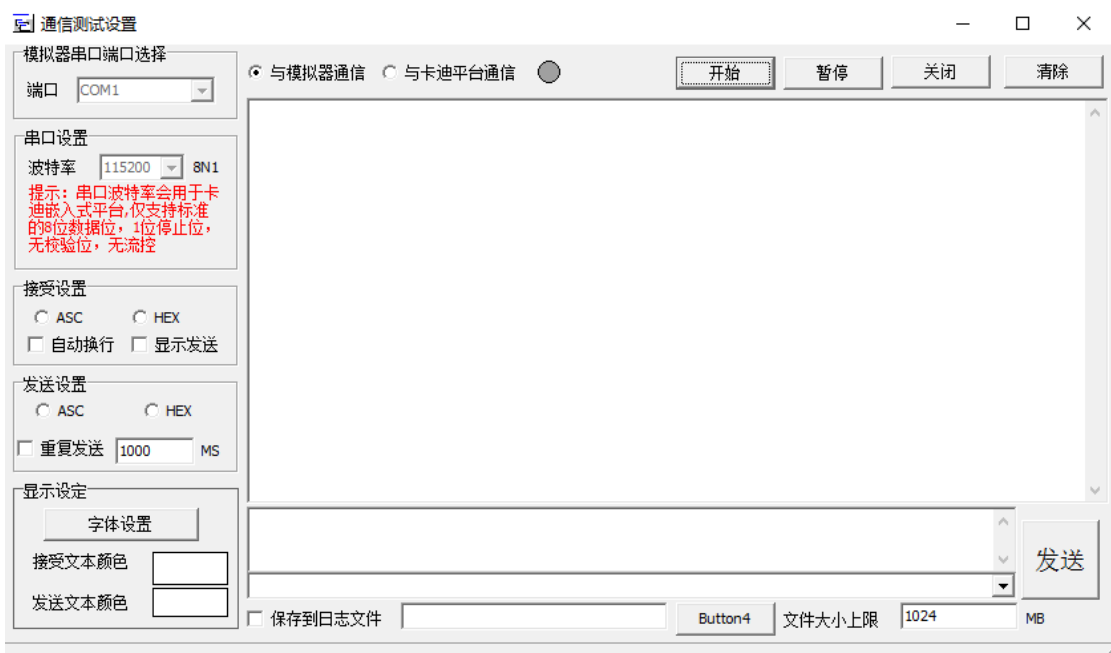 通信测试设置
模拟器串口端口选择
端口 COM1
与模拟器通信 与卡迪平台通信 开始 暂停 关闭 清除
串口设置
波特率 115200 8N1
提示：串口波特率会用于卡
迪嵌入式平台,仅支持标准
的8位数据位，1位停止位，
无校验位，无流控
接受设置
ASC HEX
自动换行 显示发送
发送设置
ASC HEX
重复发送 1000 MS
显示设定
字体设置
接受文本颜色
发送文本颜色
发送
保存到日志文件 Button4 文件大小上限 1024 MB